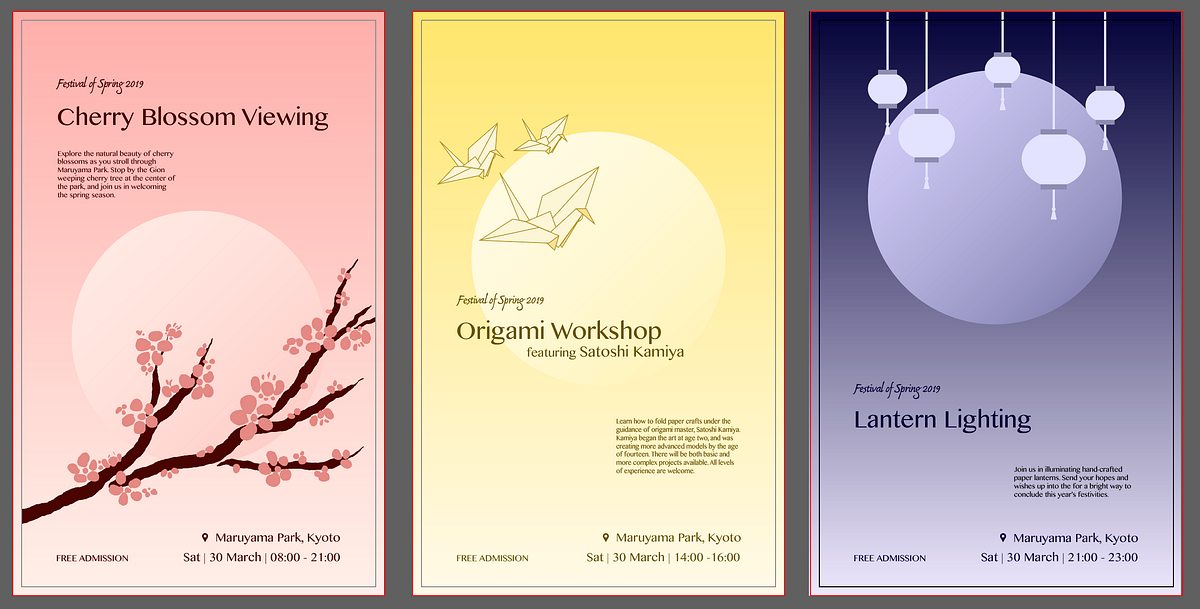 Festival of Spring 2019
Cherry Blossom Viewing
Explore the natural beauty of cherry
blossoms as you stroll through
Maruyama Park. Stop by the Gion
weeping cherry tree at the center of
the park, and join us in welcoming
the spring season.
Maruyama Park, Kyoto
FREE ADMISSION
Sat | 30 March | 08:00 - 21:00
Festival of Spring 2019
Origami Workshop
featuring Satoshi Kamiya
Learn how to fold paper crafts under the
guidance of origami master, Satoshi Kamiya.
Kamiya began the art at age two, and was
creating more advanced models by the age
of fourteen. There will be both basic and
more complex projects available. All levels
of experience are welcome.
Maruyama Park, Kyoto
FREE ADMISSION
Sat | 30 March | 14:00 -16:00
Festival of Spring 2019
Lantern Lighting
Join us in illuminating hand-crafted
paper lanterns. Send your hopes and
wishes up into the for a bright way to
conclude this year's festivities.
Maruyama Park, Kyoto
FREE ADMISSION
Sat | 30 March | 21:00 - 23:00